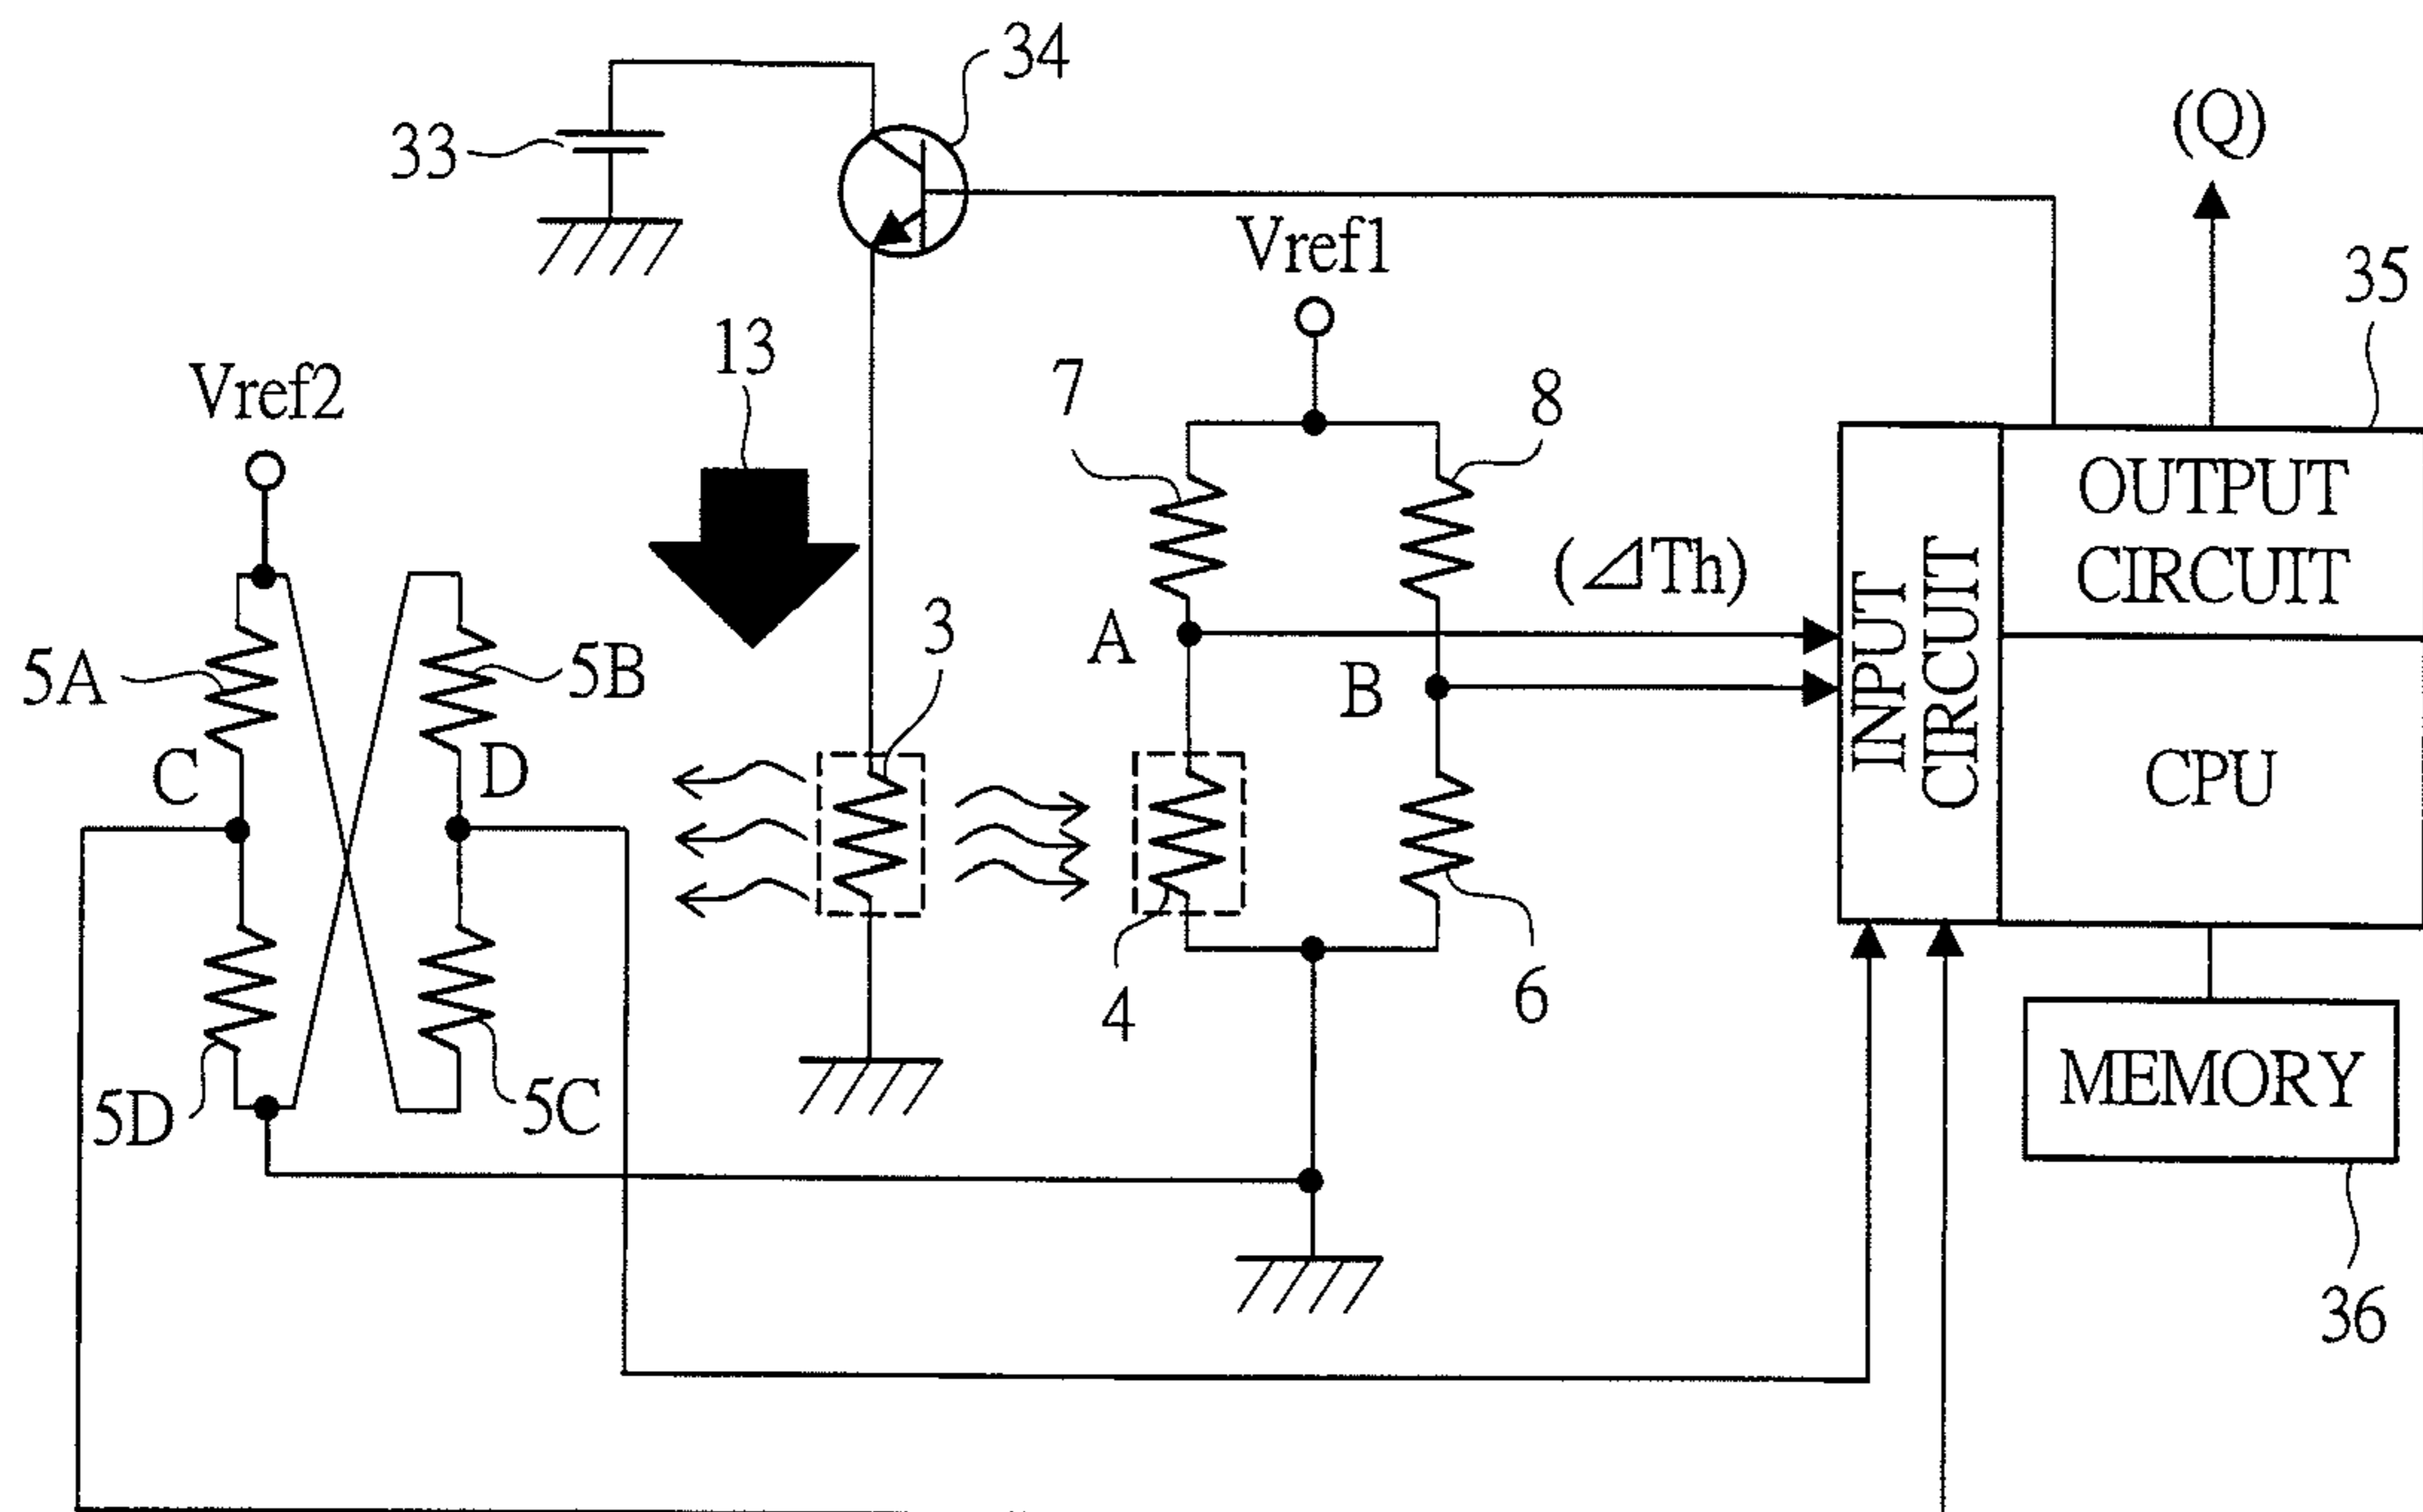 34
33
(Q)
Vref1
35
13
Vref2
7
8
OUTPUT
CIRCUIT
(⊿Th)
3
A
5A
5B
B
INPUT
CIRCUIT
C
D
CPU
4
6
5D
5C
MEMORY
36